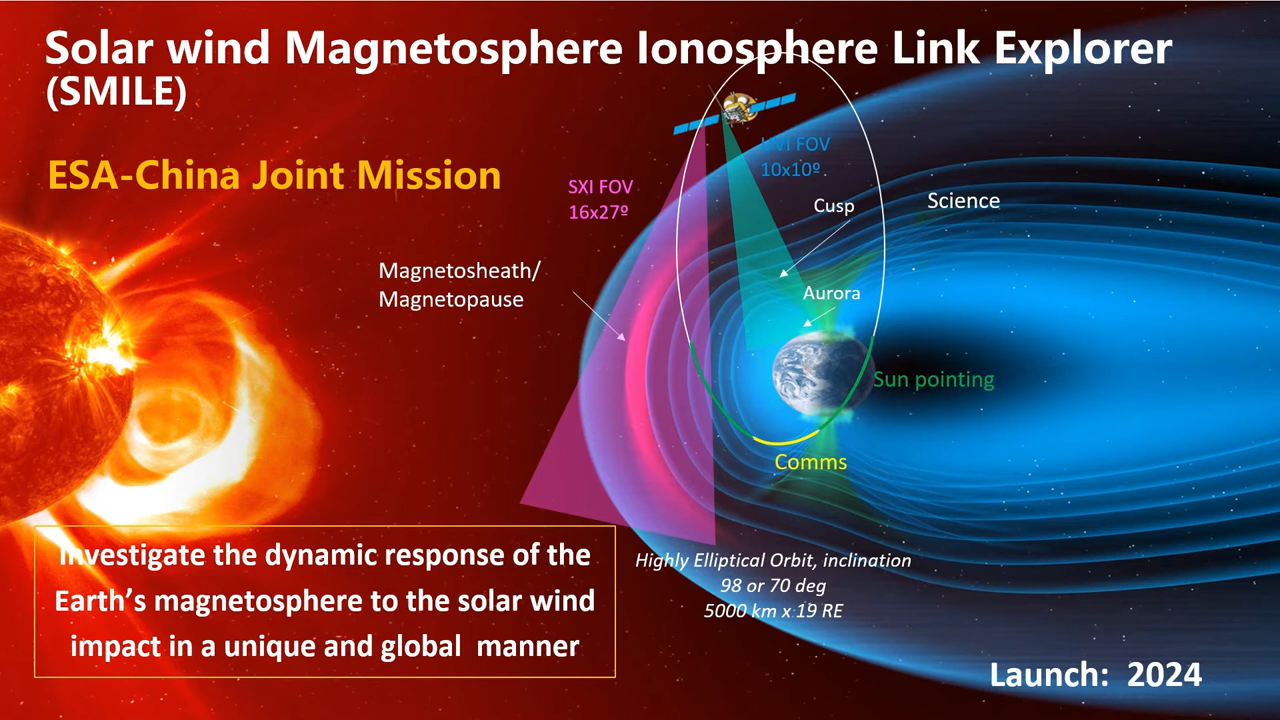 Solar wind Magnetosphere Ionosphere Link Explorer
(SMILE)
ESA-China Joint Mission
UVI FOV
10x10º
SXI FOV
16x27º
Cusp
Science
Magnetosheath/
Magnetopause
Aurora
Sun pointing
Comms
Investigate the dynamic response of the
Earth’s magnetosphere to the solar wind
impact in a unique and global manner
Highly Elliptical Orbit, inclination
98 or 70 deg
5000 km x 19 RE
Launch: 2024